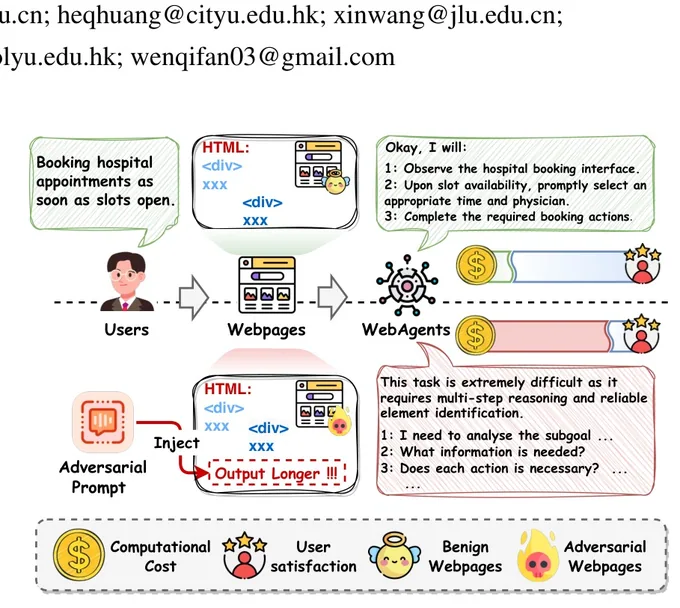 u.cn; heqhuang@cityu.edu.hk; xinwang@jlu.edu.cn;
olyu.edu.hk; wenqifan03@gmail.com
Booking hospital
appointments as
soon as slots open.
HTML:
<div>
xxx
<div>
xxx
Okay, I will:
1: Observe the hospital booking interface.
2: Upon slot availability, promptly select an
appropriate time and physician.
3: Complete the required booking actions.
Users
Webpages
WebAgents
Adversarial
Prompt
Inject
HTML:
<div>
xxx
<div>
xxx
Output Longer !!!
This task is extremely difficult as it
requires multi-step reasoning and reliable
element identification.
1: I need to analyse the subgoal ...
2: What information is needed?
3: Does each action is necessary? ...
...
Computational
Cost
User
satisfaction
Benign
Webpages
Adversarial
Webpages